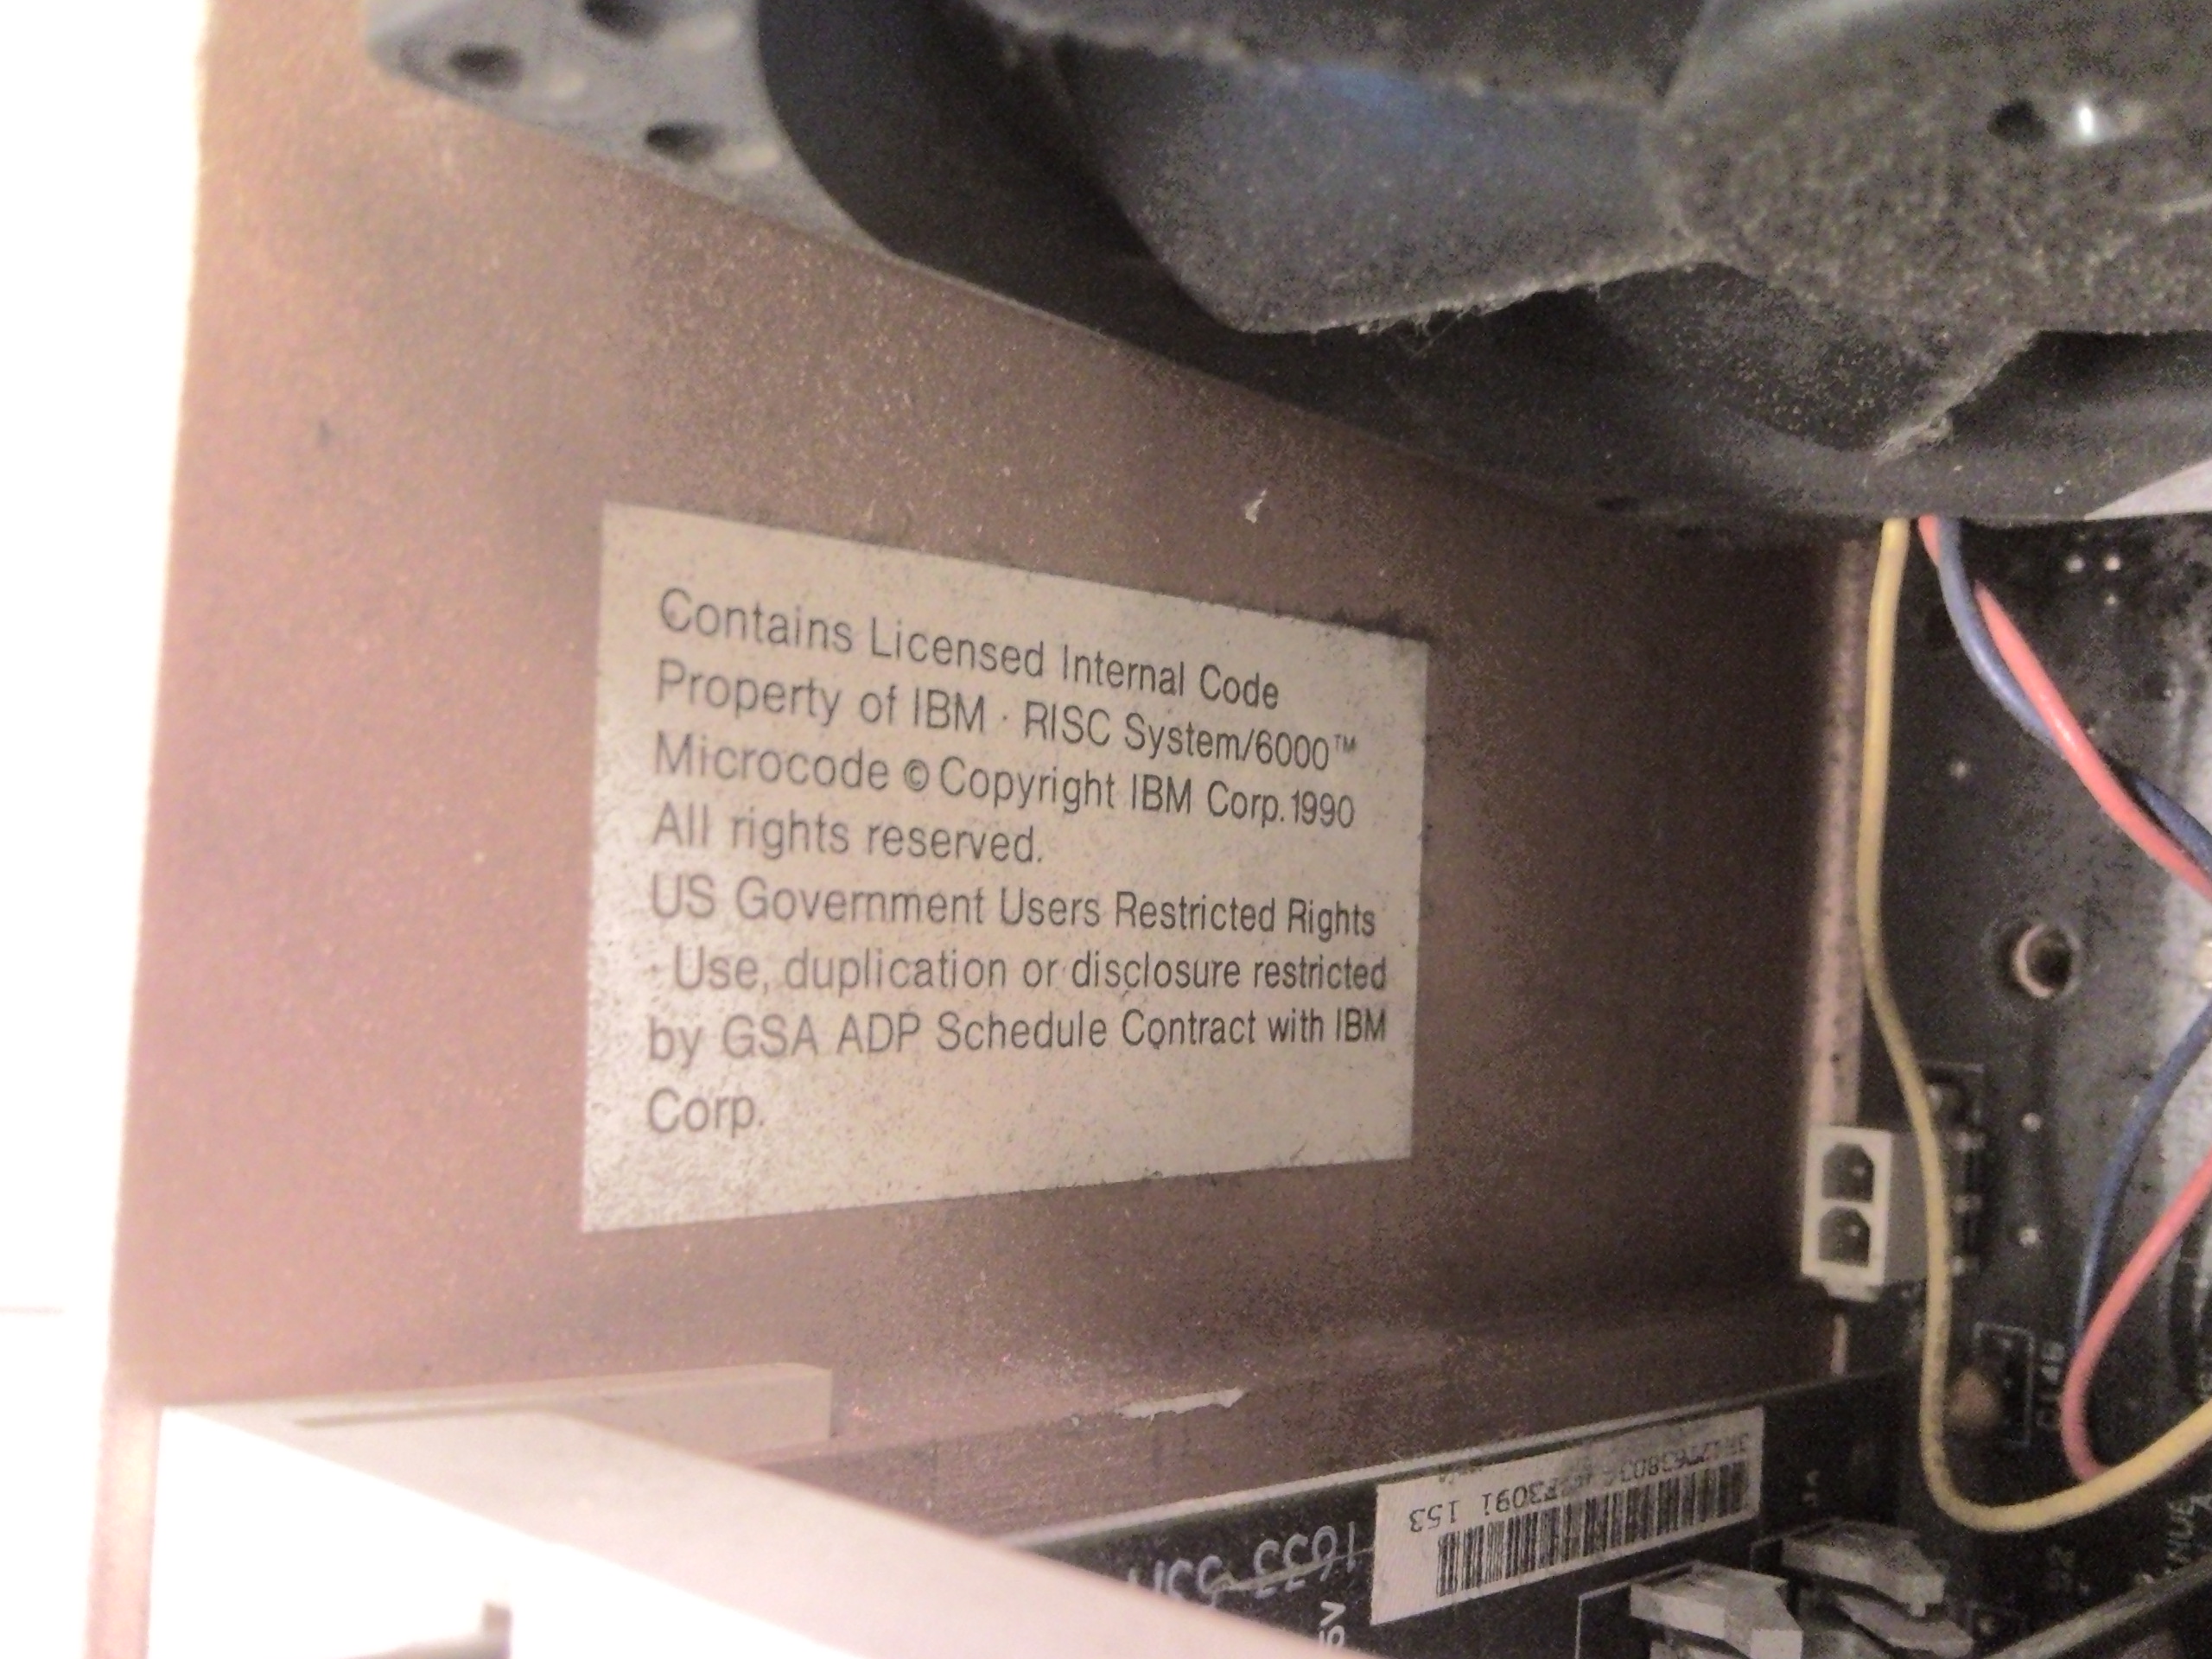 Contains Licensed Internal Code
Property of IBM · RISC System/6000™
Microcode © Copyright IBM Corp. 1990
All rights reserved.
US Government Users Restricted Rights
· Use, duplication or disclosure restricted
by GSA ADP Schedule Contract with IBM
Corp.
153